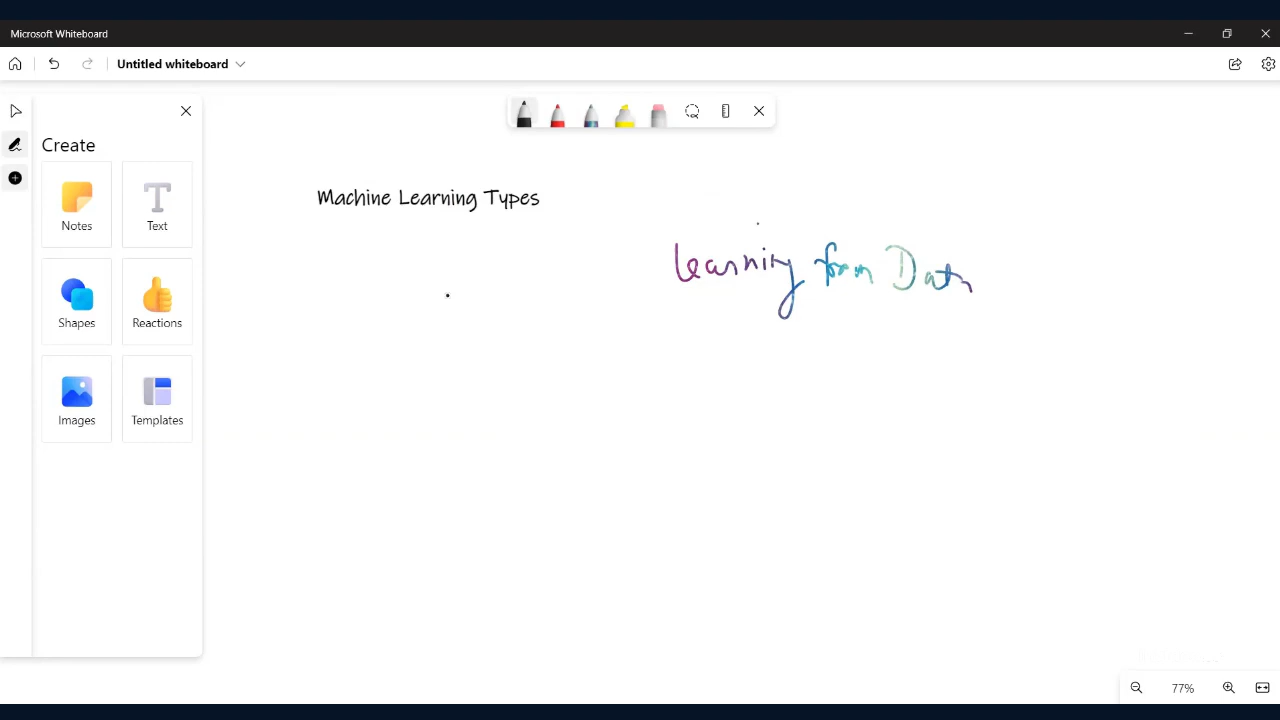 Microsoft Whiteboard
Untitled whiteboard
Create
Notes
Text
Shapes
Reactions
Images
Templates
Machine Learning Types
Learning from Data
77%